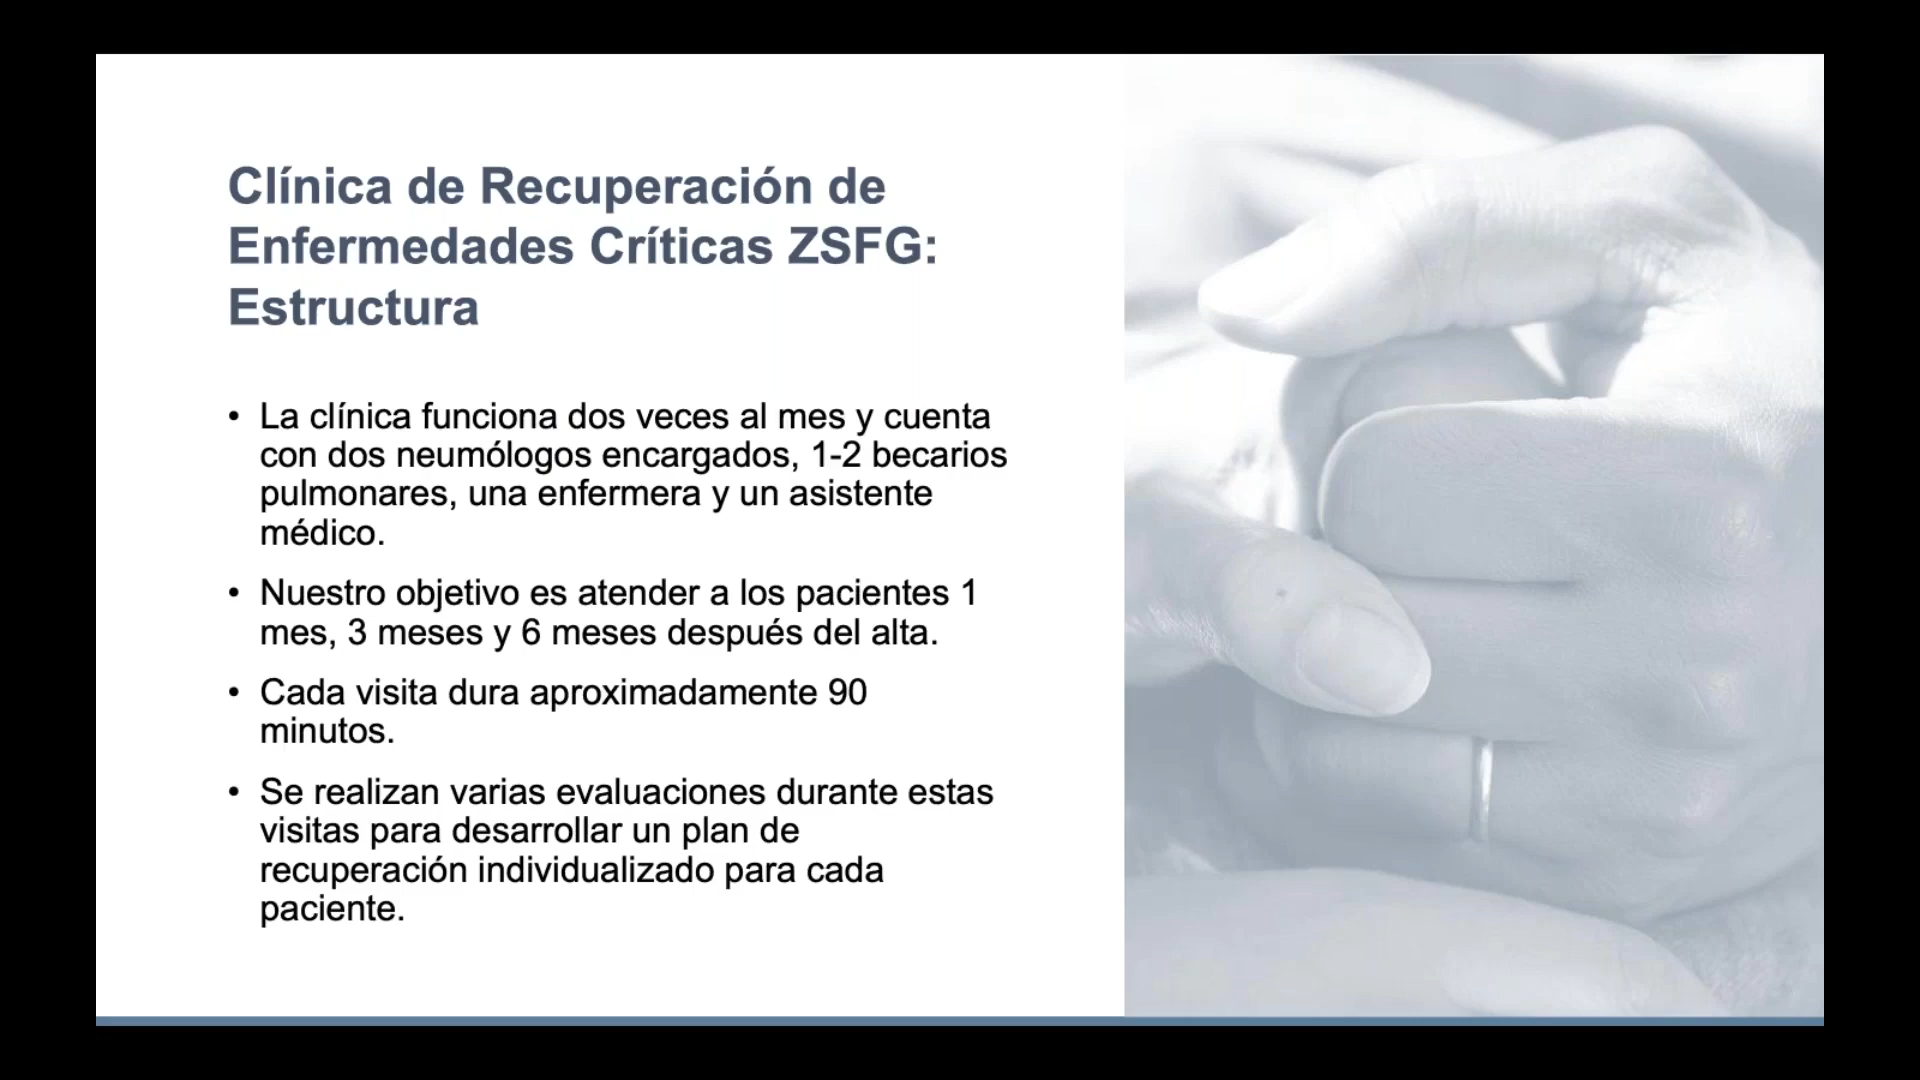 Clínica de Recuperación de
Enfermedades Críticas ZSFG:
Estructura
• La clínica funciona dos veces al mes y cuenta
con dos neumólogos encargados, 1-2 becarios
pulmonares, una enfermera y un asistente
médico.
• Nuestro objetivo es atender a los pacientes 1
mes, 3 meses y 6 meses después del alta.
• Cada visita dura aproximadamente 90
minutos.
• Se realizan varias evaluaciones durante estas
visitas para desarrollar un plan de
recuperación individualizado para cada
paciente.